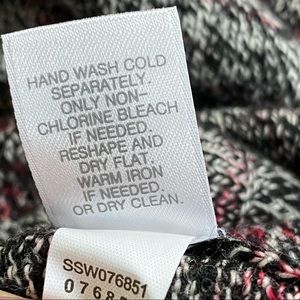 HAND WASH COLD
SEPARATELY.
ONLY NON-
CHLORINE BLEACH
IF NEEDED.
RESHAPE AND
DRY FLAT.
WARM IRON
IF NEEDED.
OR DRY CLEAN.
SSW076851